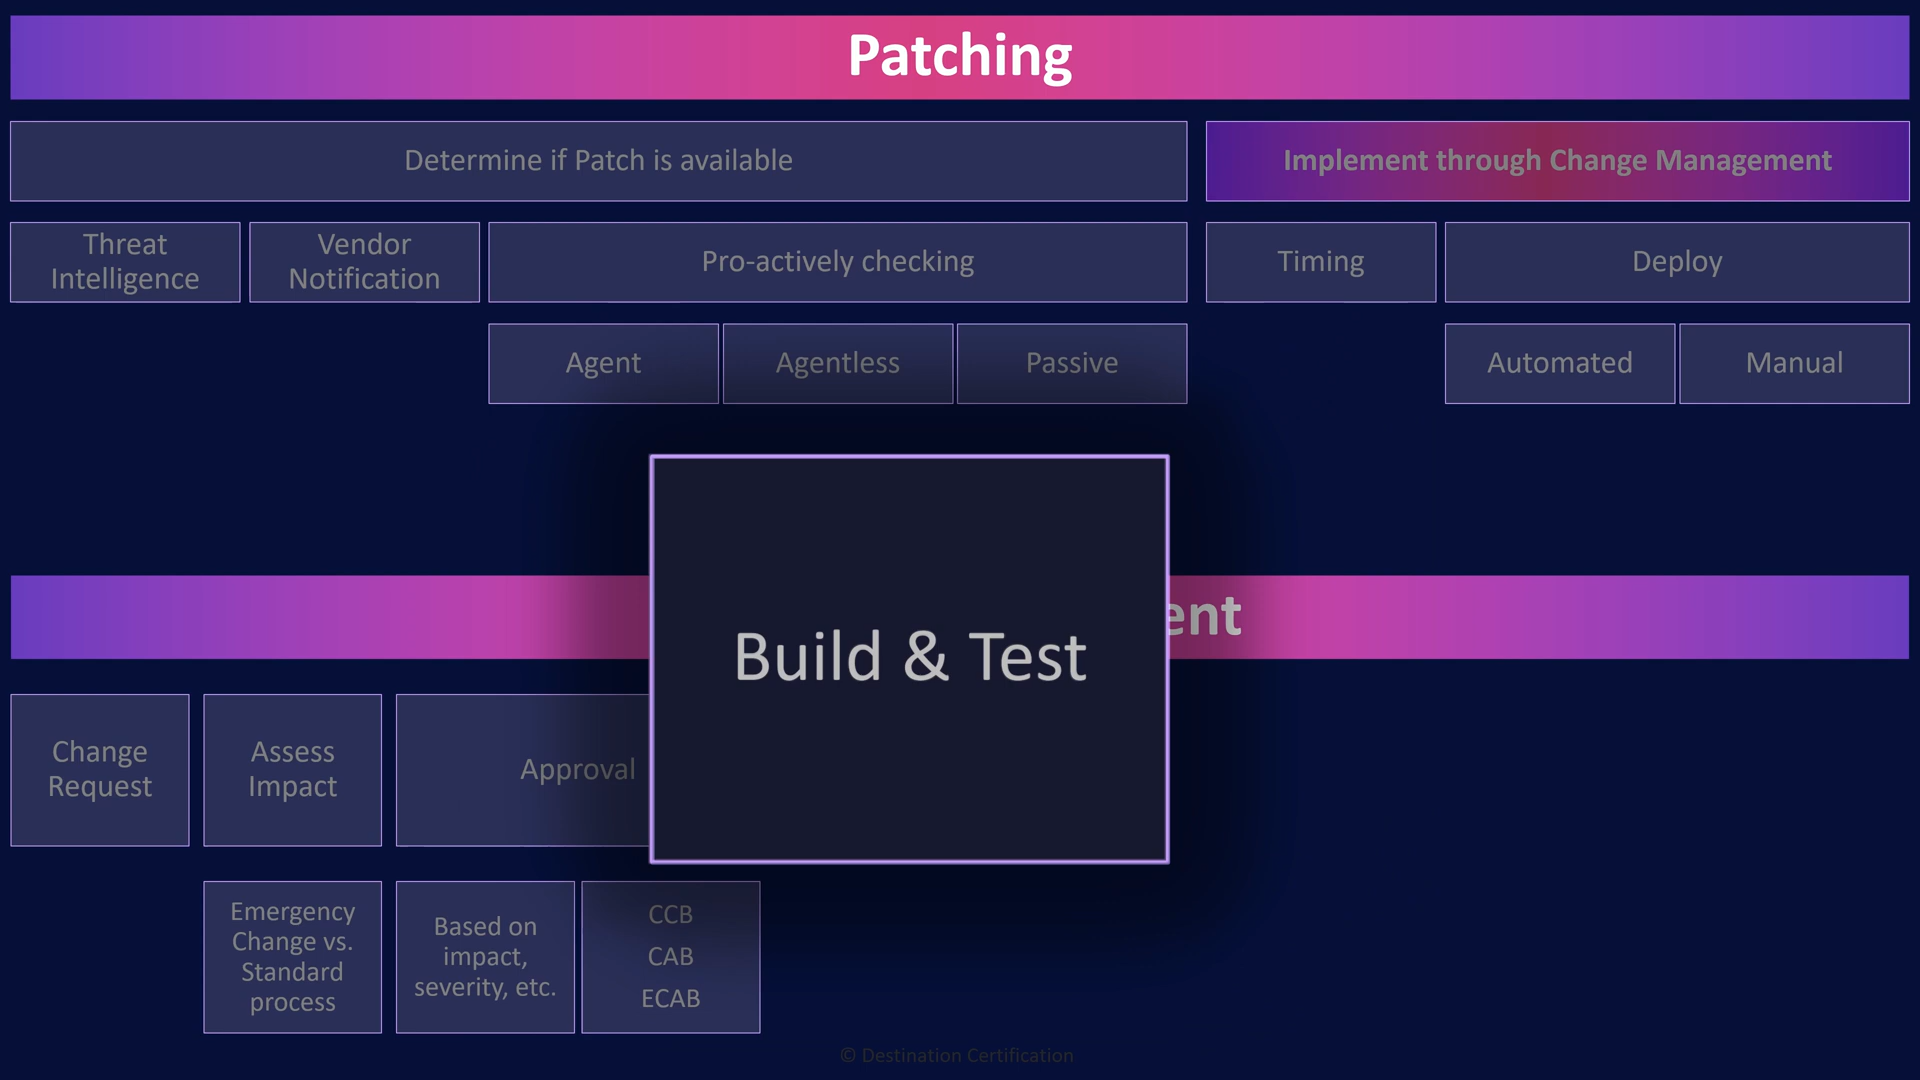 Patching
Determine if Patch is available
Implement through Change Management
Threat
Intelligence
Vendor
Notification
Pro-actively checking
Timing
Deploy
Agent
Agentless
Passive
Automated
Manual
ent
Build & Test
Change
Request
Assess
Impact
Approval
Emergency
Change vs.
Standard
process
Based on
impact,
severity, etc.
CCB
CAB
ECAB
© Destination Certification